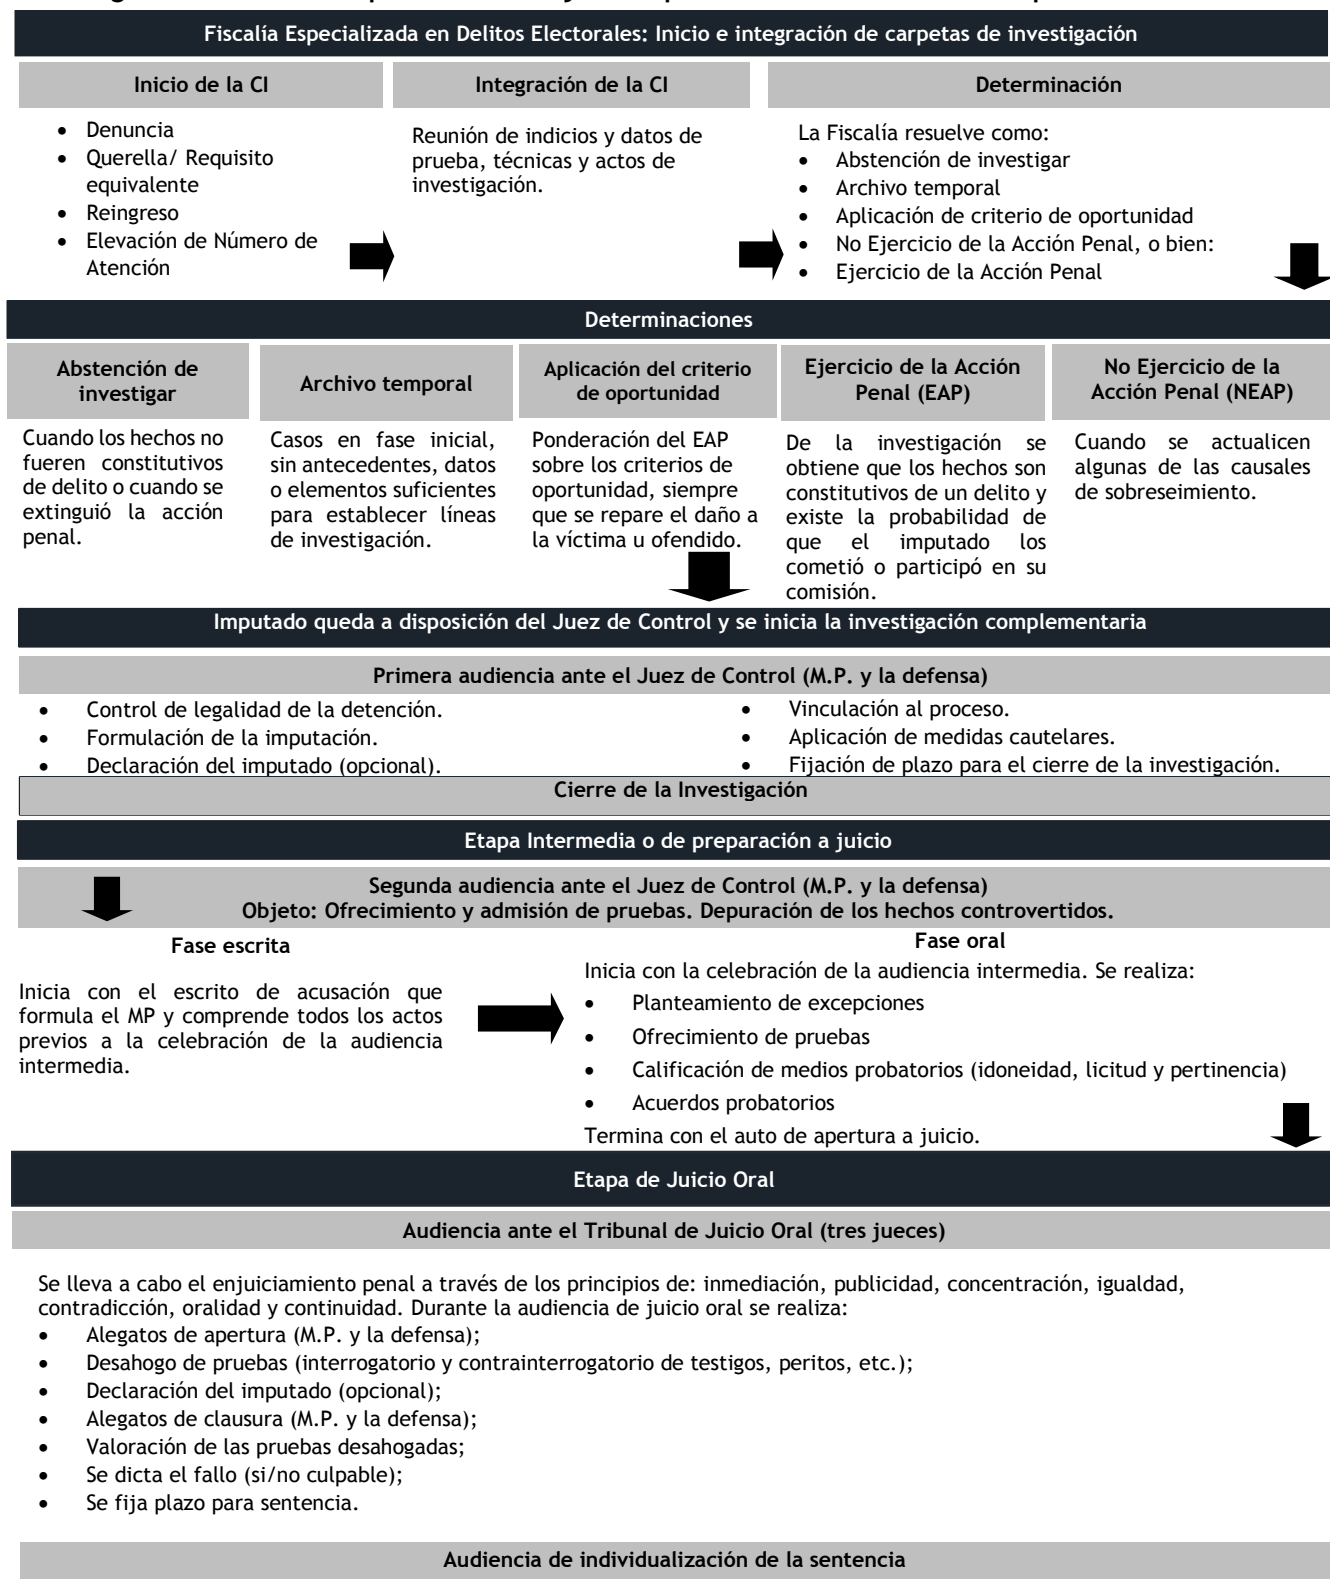 Fiscalía Especializada en Delitos Electorales: Inicio e integración de carpetas de investigación
Inicio de la CI
• Denuncia
• Querella/ Requisito
equivalente
• Reingreso
• Elevación de Número de
Atención
Integración de la CI
Reunión de indicios y datos de
prueba, técnicas y actos de
investigación.
Determinación
La Fiscalía resuelve como:
• Abstención de investigar
• Archivo temporal
• Aplicación de criterio de oportunidad
• No Ejercicio de la Acción Penal, o bien:
• Ejercicio de la Acción Penal
Determinaciones
Abstención de
investigar
Cuando los hechos no
fueren constitutivos
de delito o cuando se
extinguió la acción
penal.
Archivo temporal
Casos en fase inicial,
sin antecedentes, datos
o elementos suficientes
para establecer líneas
de investigación.
Aplicación del criterio
de oportunidad
Ponderación del EAP
sobre los criterios de
oportunidad, siempre
que se repare el daño a
la víctima u ofendido.
Ejercicio de la Acción
Penal (EAP)
De la investigación se
obtiene que los hechos son
constitutivos de un delito y
existe la probabilidad de
que el imputado los
cometió o participó en su
comisión.
No Ejercicio de la
Acción Penal (NEAP)
Cuando se actualicen
algunas de las causales
de sobreseimiento.
Imputado queda a disposición del Juez de Control y se inicia la investigación complementaria
Primera audiencia ante el Juez de Control (M.P. y la defensa)
• Control de legalidad de la detención.
• Formulación de la imputación.
• Declaración del imputado (opcional).
• Vinculación al proceso.
• Aplicación de medidas cautelares.
• Fijación de plazo para el cierre de la investigación.
Cierre de la Investigación
Etapa Intermedia o de preparación a juicio
Segunda audiencia ante el Juez de Control (M.P. y la defensa)
Objeto: Ofrecimiento y admisión de pruebas. Depuración de los hechos controvertidos.
Fase escrita
Inicia con el escrito de acusación que
formula el MP y comprende todos los actos
previos a la celebración de la audiencia
intermedia.
Fase oral
Inicia con la celebración de la audiencia intermedia. Se realiza:
• Planteamiento de excepciones
• Ofrecimiento de pruebas
• Calificación de medios probatorios (idoneidad, licitud y pertinencia)
• Acuerdos probatorios
Termina con el auto de apertura a juicio.
Etapa de Juicio Oral
Audiencia ante el Tribunal de Juicio Oral (tres jueces)
Se lleva a cabo el enjuiciamiento penal a través de los principios de: inmediación, publicidad, concentración, igualdad,
contradicción, oralidad y continuidad. Durante la audiencia de juicio oral se realiza:
• Alegatos de apertura (M.P. y la defensa);
• Desahogo de pruebas (interrogatorio y contrainterrogatorio de testigos, peritos, etc.);
• Declaración del imputado (opcional);
• Alegatos de clausura (M.P. y la defensa);
• Valoración de las pruebas desahogadas;
• Se dicta el fallo (si/no culpable);
• Se fija plazo para sentencia.
Audiencia de individualización de la sentencia